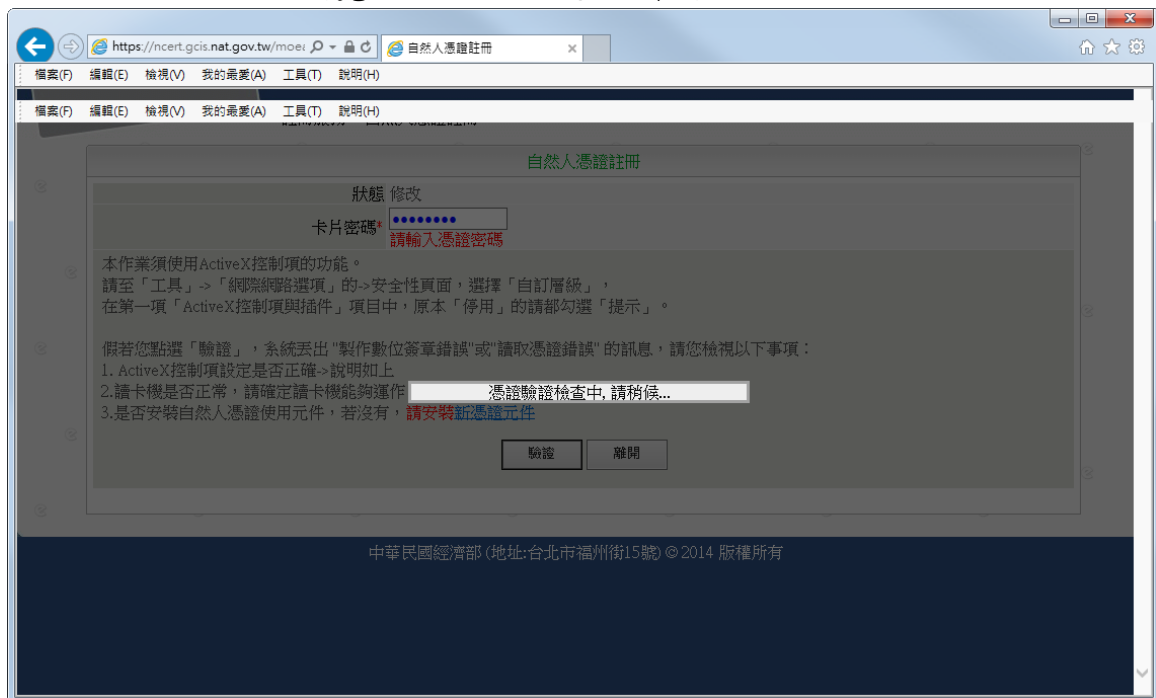 https://ncert.gcis.nat.gov.tw/moea
自然人憑證註冊
檔案(F) 編輯(E) 檢視(V) 我的最愛(A) 工具(T) 說明(H)
檔案(F) 編輯(E) 檢視(V) 我的最愛(A) 工具(T) 說明(H)
自然人憑證註冊
狀態 修改
卡片密碼* ••••••••
請輸入憑證密碼
本作業須使用ActiveX控制項的功能。
請至「工具」->「網際網路選項」的->安全性頁面，選擇「自訂層級」，
在第一項「ActiveX控制項與插件」項目中，原本「停用」的請都勾選「提示」。
假若您點選「驗證」，系統丟出 "製作數位簽章錯誤"或"讀取憑證錯誤" 的訊息，請您檢視以下事項：
1. ActiveX控制項設定是否正確->說明如上
2.讀卡機是否正常，請確定讀卡機能夠運作
憑證驗證檢查中, 請稍候...
3.是否安裝自然人憑證使用元件，若沒有，請安裝新憑證元件
驗證 離開
中華民國經濟部 (地址:台北市福州街15號) © 2014 版權所有